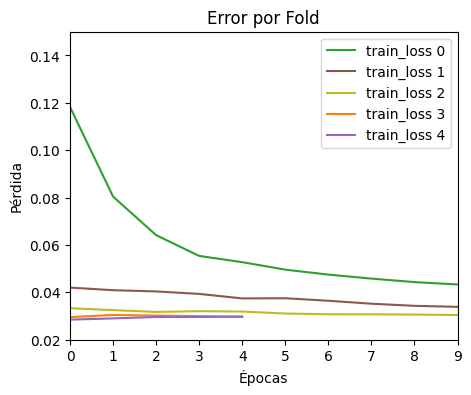 Error por Fold
0.14
0.12
0.10
0.08
0.06
0.04
0.02
Pérdida
train_loss 0
train_loss 1
train_loss 2
train_loss 3
train_loss 4
0 1 2 3 4 5 6 7 8 9
Épocas